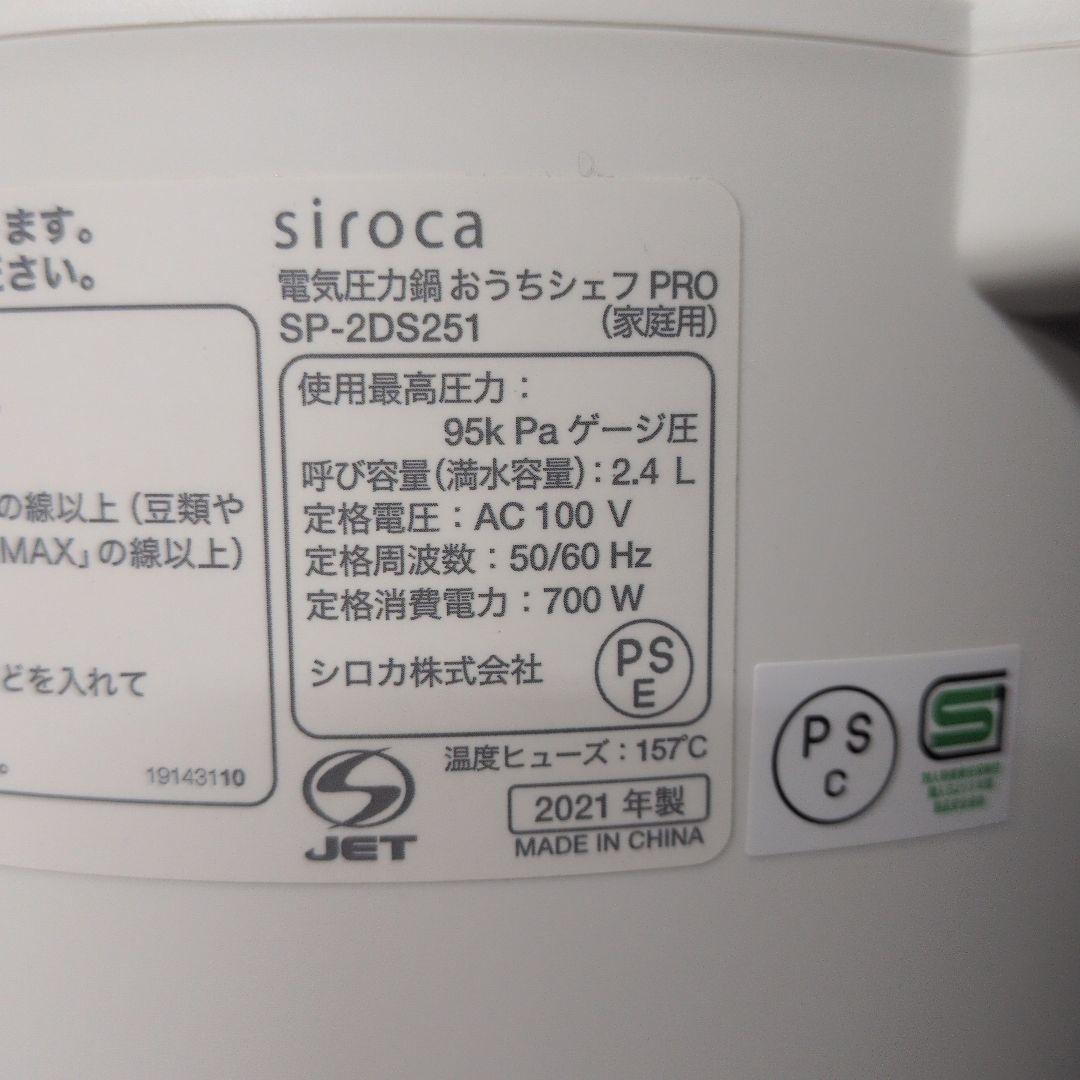 ます。
ださい。
の線以上（豆類や
MAX」の線以上）
どを入れて
。
19143110
siroca
電気圧力鍋 おうちシェフ PRO
SP-2DS251 （家庭用）
使用最高圧力：
95k Pa ゲージ圧
呼び容量（満水容量）：2.4 L
定格電圧：AC 100 V
定格周波数：50/60 Hz
定格消費電力：700 W
シロカ株式会社
PS
E
温度ヒューズ：157℃
JET
2021 年製
MADE IN CHINA
PS
C